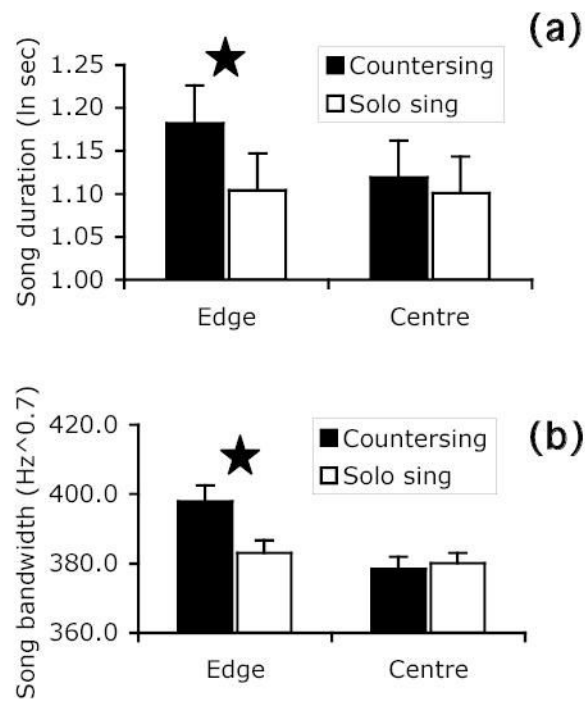 (a)
Song duration (ln sec)
1.25
1.20
1.15
1.10
1.05
1.00
Countersing
Solo sing
Edge
Centre
(b)
Song bandwidth (Hz^0.7)
420.0
400.0
380.0
360.0
Countersing
Solo sing
Edge
Centre